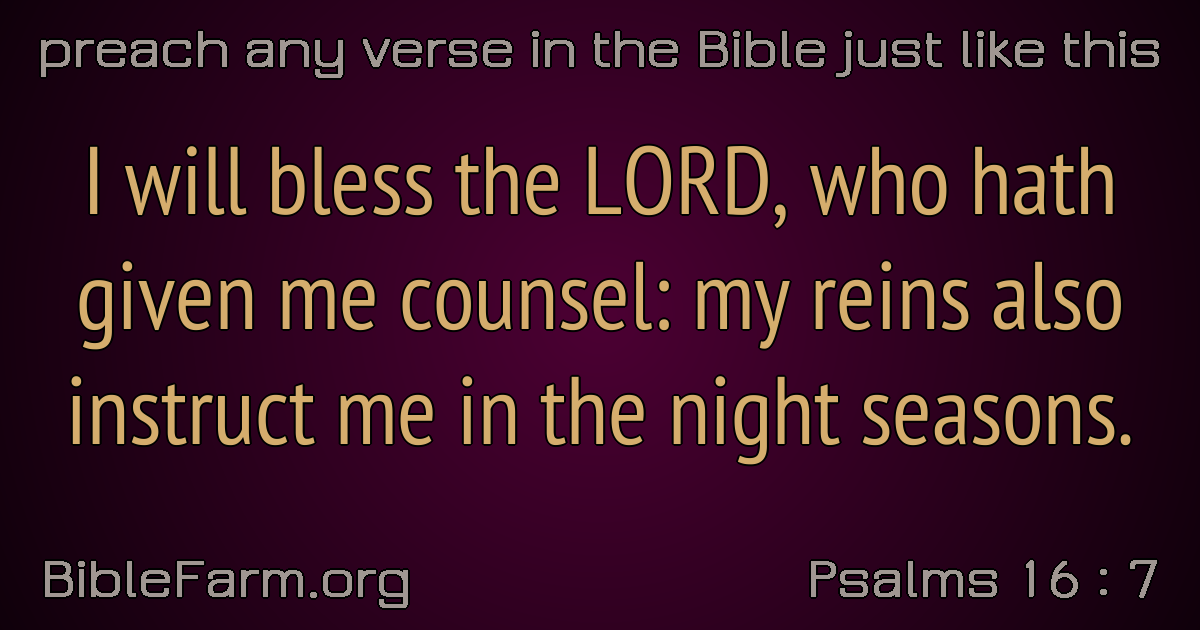 preach any verse in the Bible just like this
I will bless the LORD, who hath
given me counsel: my reins also
instruct me in the night seasons.
BibleFarm.org
Psalms 16 : 7